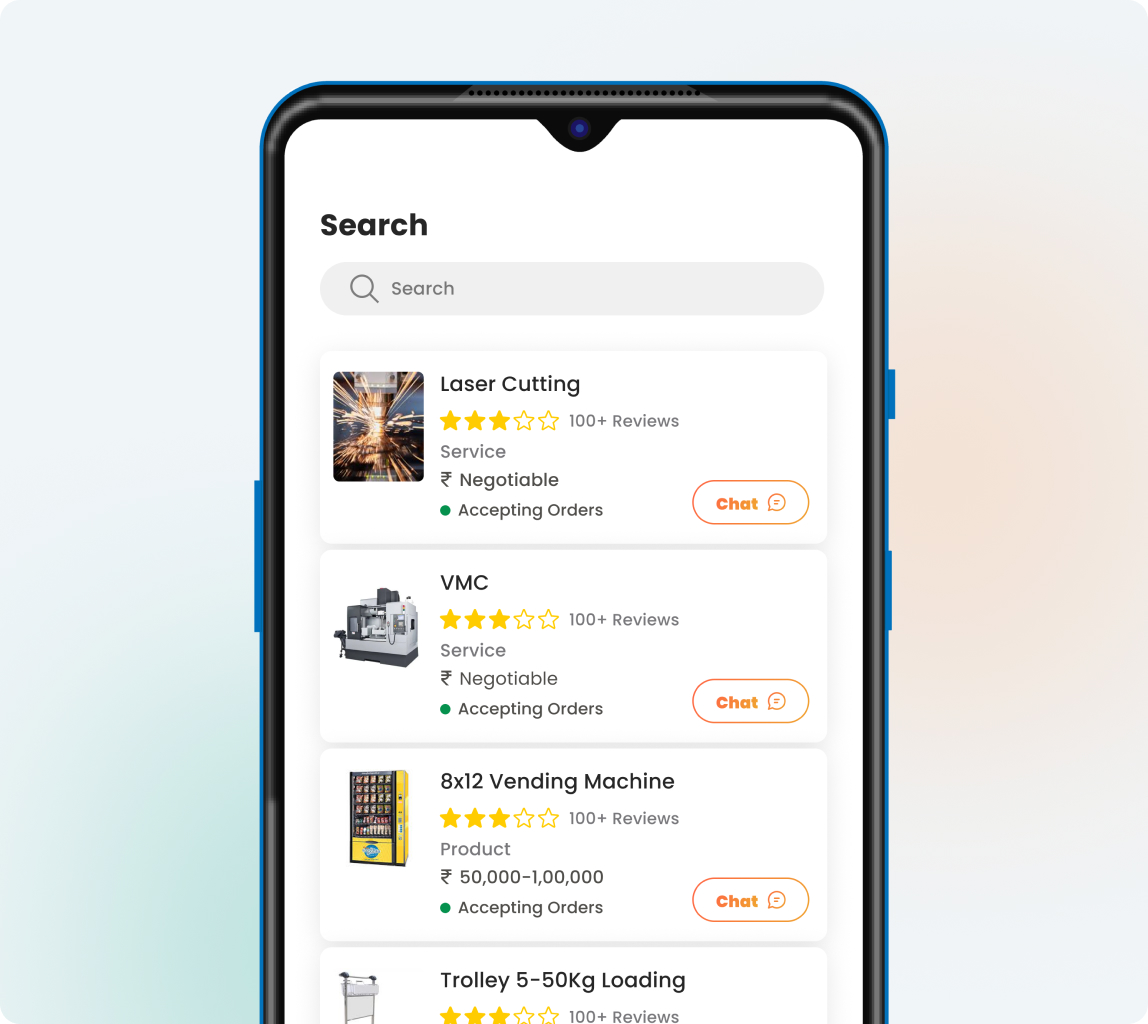 Search
Search
Laser Cutting
100+ Reviews
Service
₹ Negotiable
Accepting Orders
Chat
VMC
100+ Reviews
Service
₹ Negotiable
Accepting Orders
Chat
8x12 Vending Machine
100+ Reviews
Product
₹ 50,000-1,00,000
Accepting Orders
Chat
Trolley 5-50Kg Loading
100+ Reviews